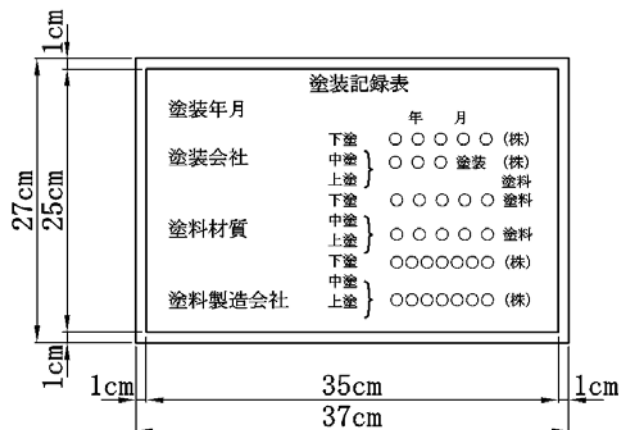 1cm
27cm
25cm
1cm
塗装記録表
塗装年月
年 月
下塗 ○ ○ ○ ○ ○ (株)
塗装会社 中塗 ○ ○ ○ 塗装 (株)
上塗 塗料
下塗 ○ ○ ○ ○ ○ 塗料
中塗
塗料材質 上塗 ○ ○ ○ ○ ○ 塗料
下塗 ○○○○○○○ (株)
中塗
塗料製造会社 上塗 ○○○○○○○ (株)
1cm 35cm 1cm
37cm